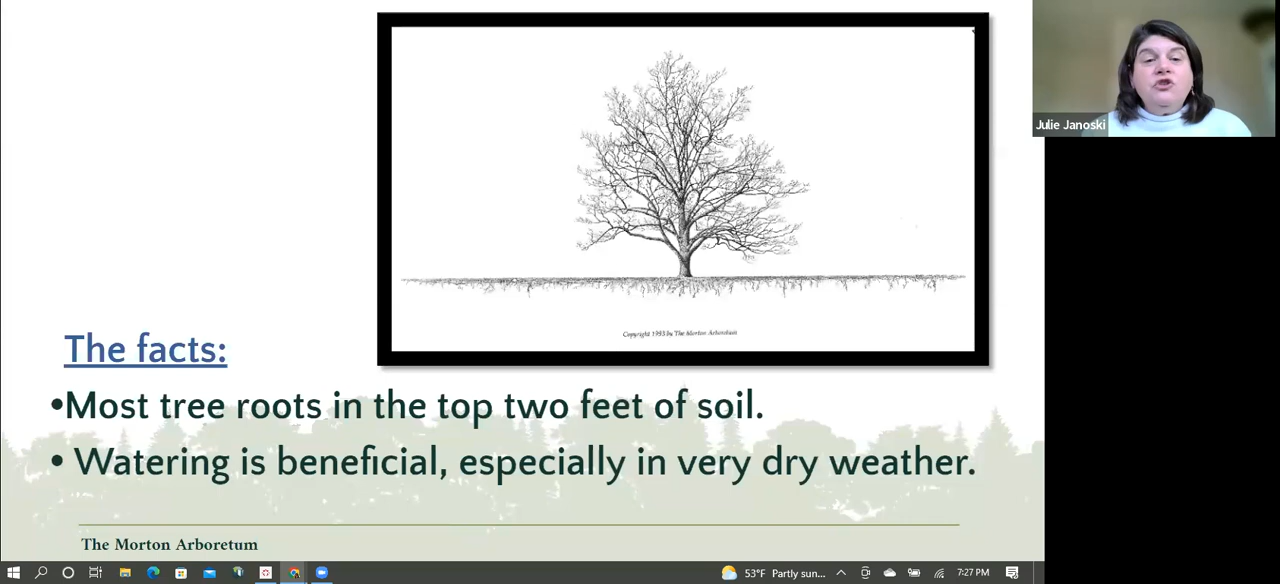 Julie Janoski
Copyright 1993 by The Morton Arboretum
The facts:
•Most tree roots in the top two feet of soil.
• Watering is beneficial, especially in very dry weather.
The Morton Arboretum
53°F Partly sun...
7:27 PM